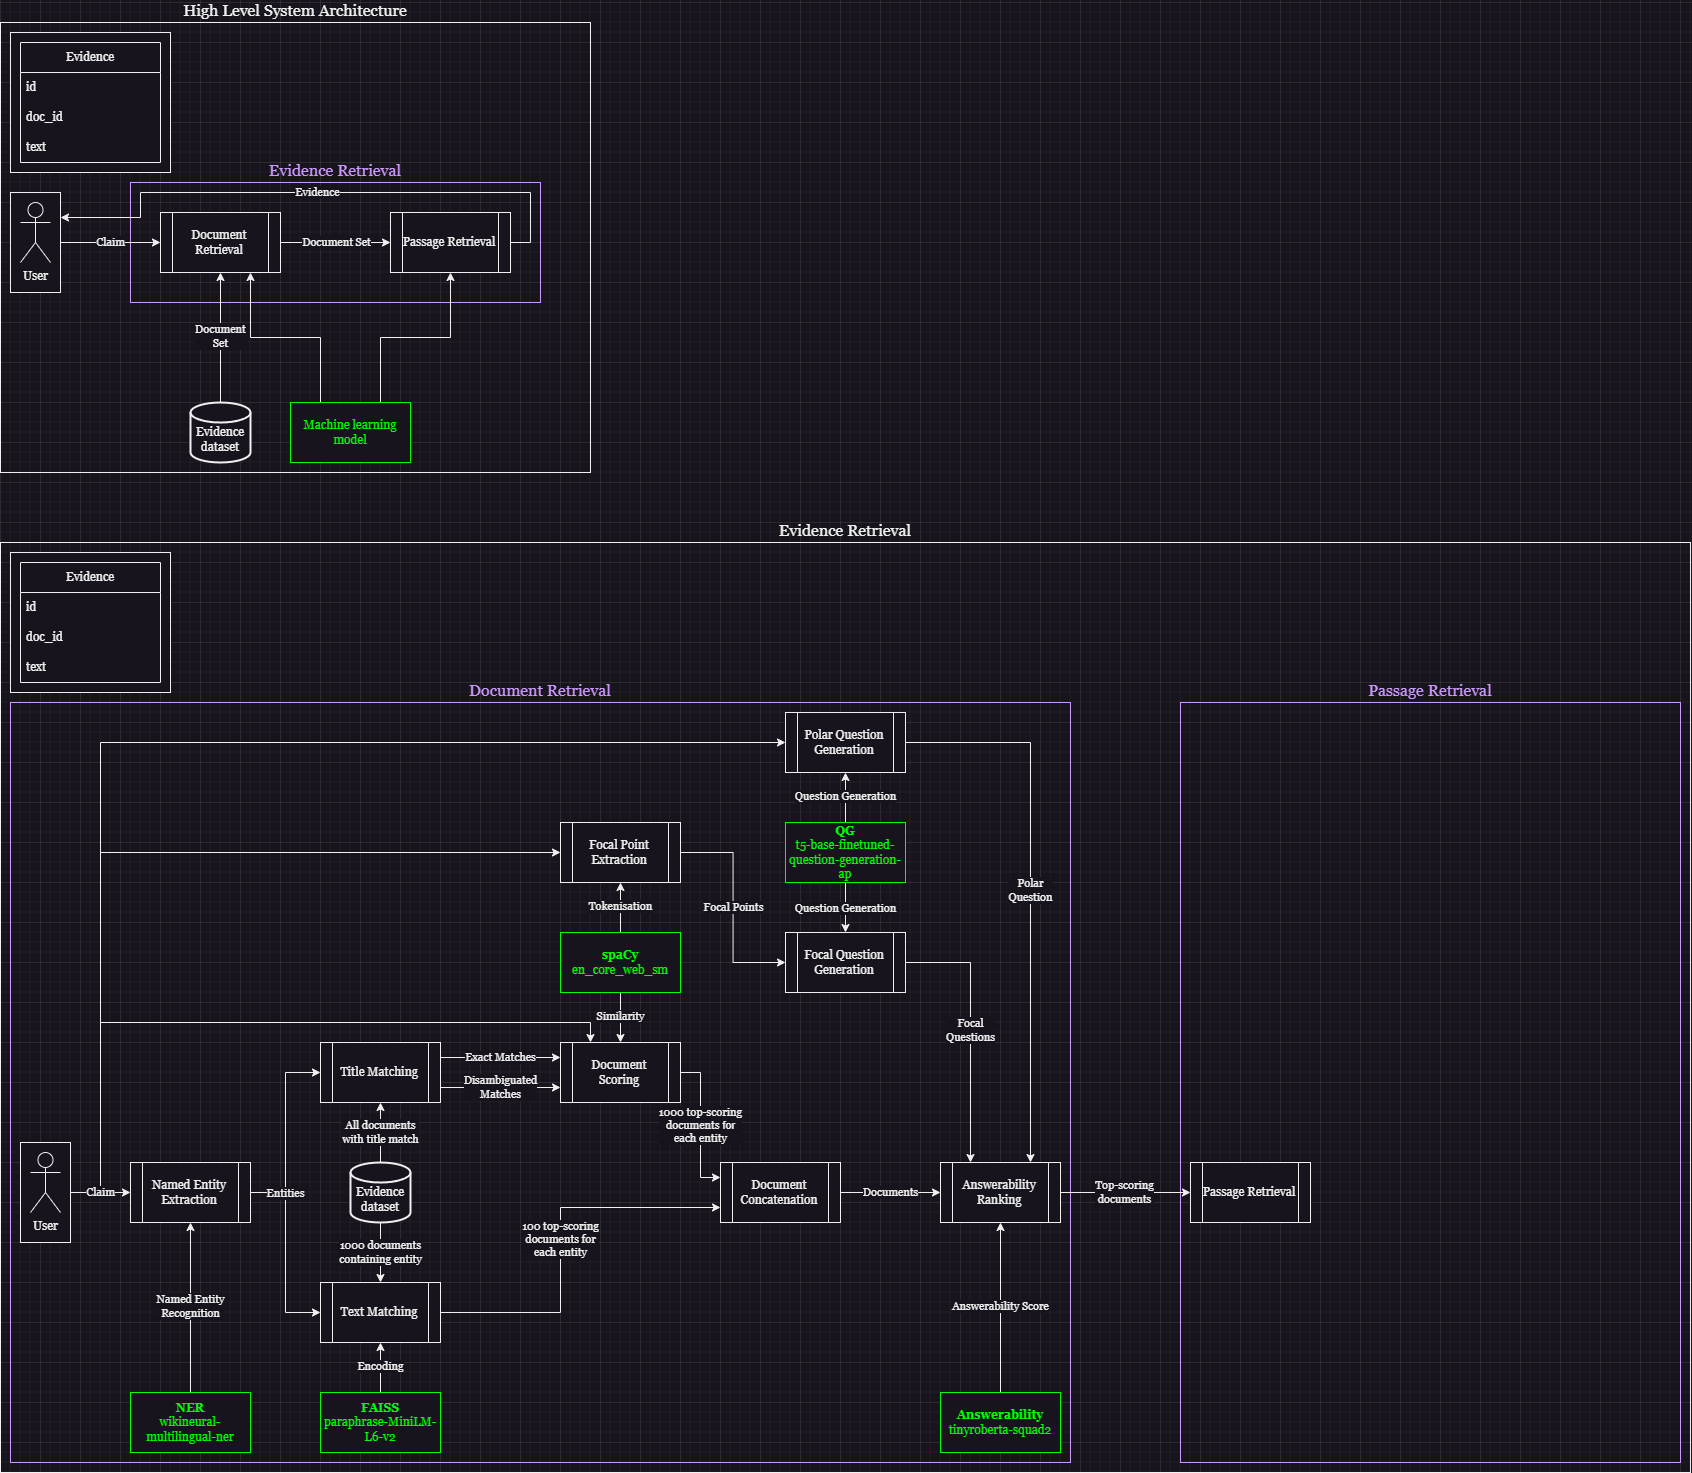 High Level System Architecture
Evidence
id
doc_id
text
Evidence Retrieval
Evidence
Document
Retrieval
Passage Retrieval
Claim
Document Set
User
Document
Set
Evidence
dataset
Machine learning
model
Evidence Retrieval
Evidence
id
doc_id
text
Document Retrieval
Passage Retrieval
Polar Question
Generation
Question Generation
QG
t5-base-finetuned-
question-generation-
ap
Focal Point
Extraction
Polar
Question
Tokenisation
Focal Points
Question Generation
spaCy
en_core_web_sm
Focal Question
Generation
Similarity
Focal
Questions
Title Matching
Exact Matches
Disambiguated
Matches
Document
Scoring
All documents
with title match
1000 top-scoring
documents for
each entity
User
Claim
Named Entity
Extraction
Entities
Evidence
dataset
Document
Concatenation
Documents
Answerability
Ranking
Top-scoring
documents
Passage Retrieval
1000 documents
containing entity
100 top-scoring
documents for
each entity
Named Entity
Recognition
Text Matching
Answerability Score
Encoding
NER
wikineural-
multilingual-ner
FAISS
paraphrase-MiniLM-
L6-v2
Answerability
tinyroberta-squad2